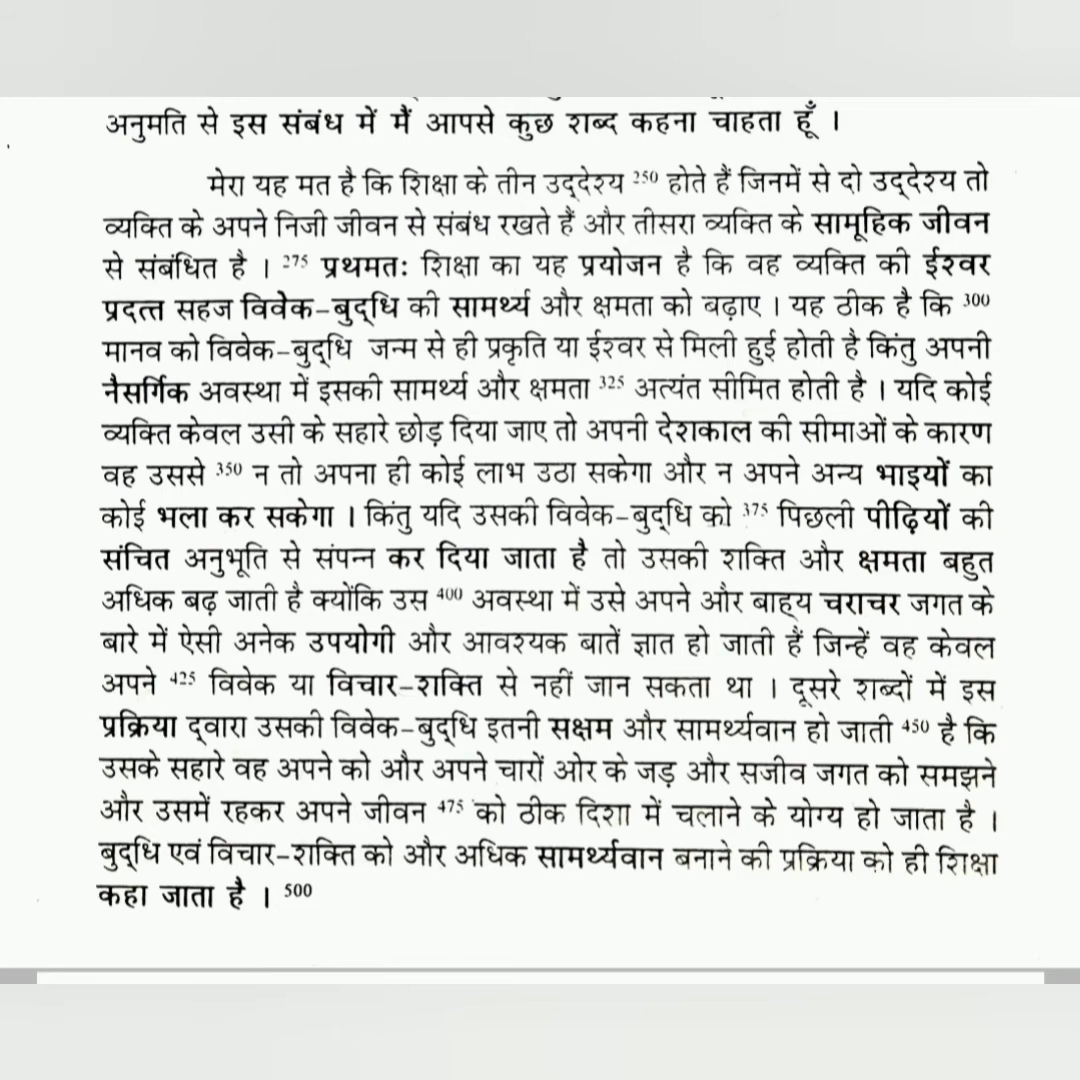 अनुमति से इस संबंध में मैं आपसे कुछ शब्द कहना चाहता हूँ ।
मेरा यह मत है कि शिक्षा के तीन उद्देश्य 250 होते हैं जिनमें से दो उद्देश्य तो
व्यक्ति के अपने निजी जीवन से संबंध रखते हैं और तीसरा व्यक्ति के सामूहिक जीवन
से संबंधित है । 275 प्रथमतः शिक्षा का यह प्रयोजन है कि वह व्यक्ति की ईश्वर
प्रदत्त सहज विवेक-बुद्धि की सामर्थ्य और क्षमता को बढ़ाए । यह ठीक है कि 300
मानव को विवेक-बुद्धि जन्म से ही प्रकृति या ईश्वर से मिली हुई होती है किंतु अपनी
नैसर्गिक अवस्था में इसकी सामर्थ्य और क्षमता 325 अत्यंत सीमित होती है । यदि कोई
व्यक्ति केवल उसी के सहारे छोड़ दिया जाए तो अपनी देशकाल की सीमाओं के कारण
वह उससे 350 न तो अपना ही कोई लाभ उठा सकेगा और न अपने अन्य भाइयों का
कोई भला कर सकेगा । किंतु यदि उसकी विवेक-बुद्धि को 375 पिछली पीढ़ियों की
संचित अनुभूति से संपन्न कर दिया जाता है तो उसकी शक्ति और क्षमता बहुत
अधिक बढ़ जाती है क्योंकि उस 400 अवस्था में उसे अपने और बाह्य चराचर जगत के
बारे में ऐसी अनेक उपयोगी और आवश्यक बातें ज्ञात हो जाती हैं जिन्हें वह केवल
अपने 425 विवेक या विचार-शक्ति से नहीं जान सकता था । दूसरे शब्दों में इस
प्रक्रिया द्वारा उसकी विवेक-बुद्धि इतनी सक्षम और सामर्थ्यवान हो जाती 450 है कि
उसके सहारे वह अपने को और अपने चारों ओर के जड़ और सजीव जगत को समझने
और उसमें रहकर अपने जीवन 475 को ठीक दिशा में चलाने के योग्य हो जाता है ।
बुद्धि एवं विचार-शक्ति को और अधिक सामर्थ्यवान बनाने की प्रक्रिया को ही शिक्षा
कहा जाता है । 500